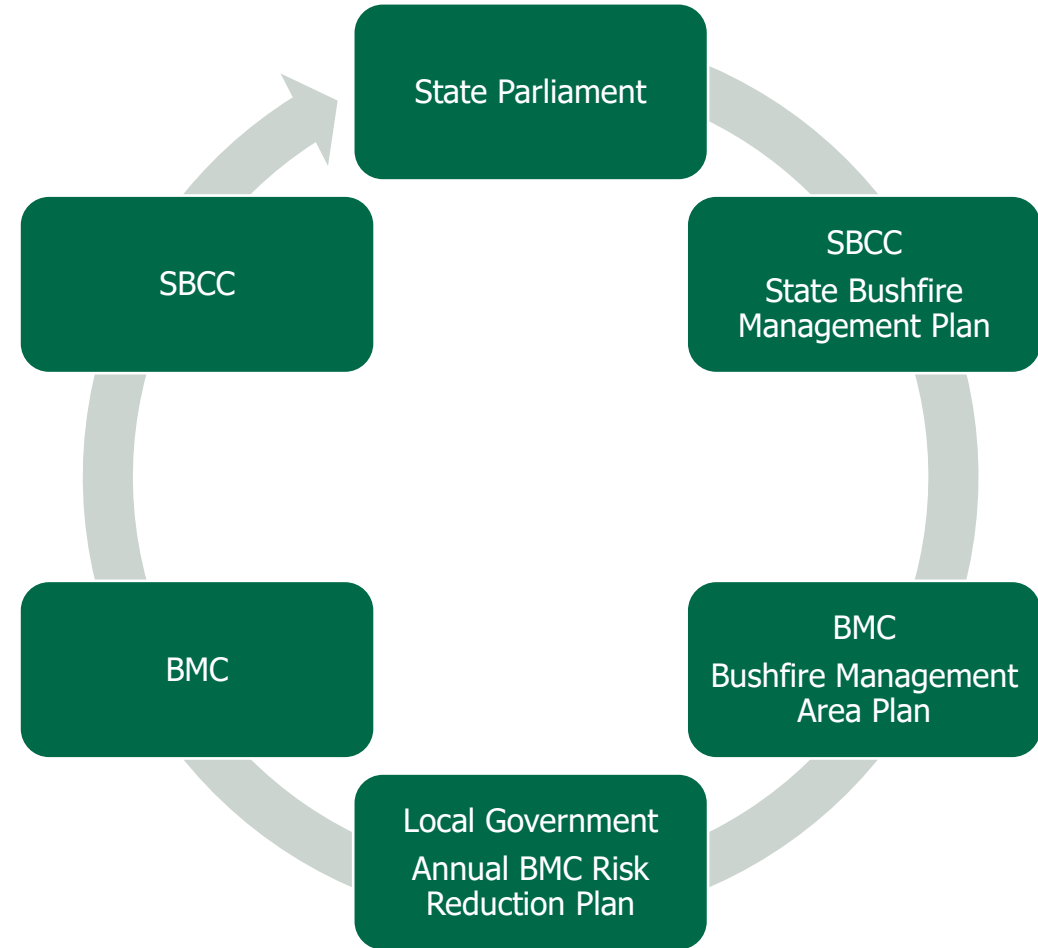 State Parliament
SBCC
State Bushfire
Management Plan
BMC
Bushfire Management
Area Plan
Local Government
Annual BMC Risk
Reduction Plan
BMC
SBCC